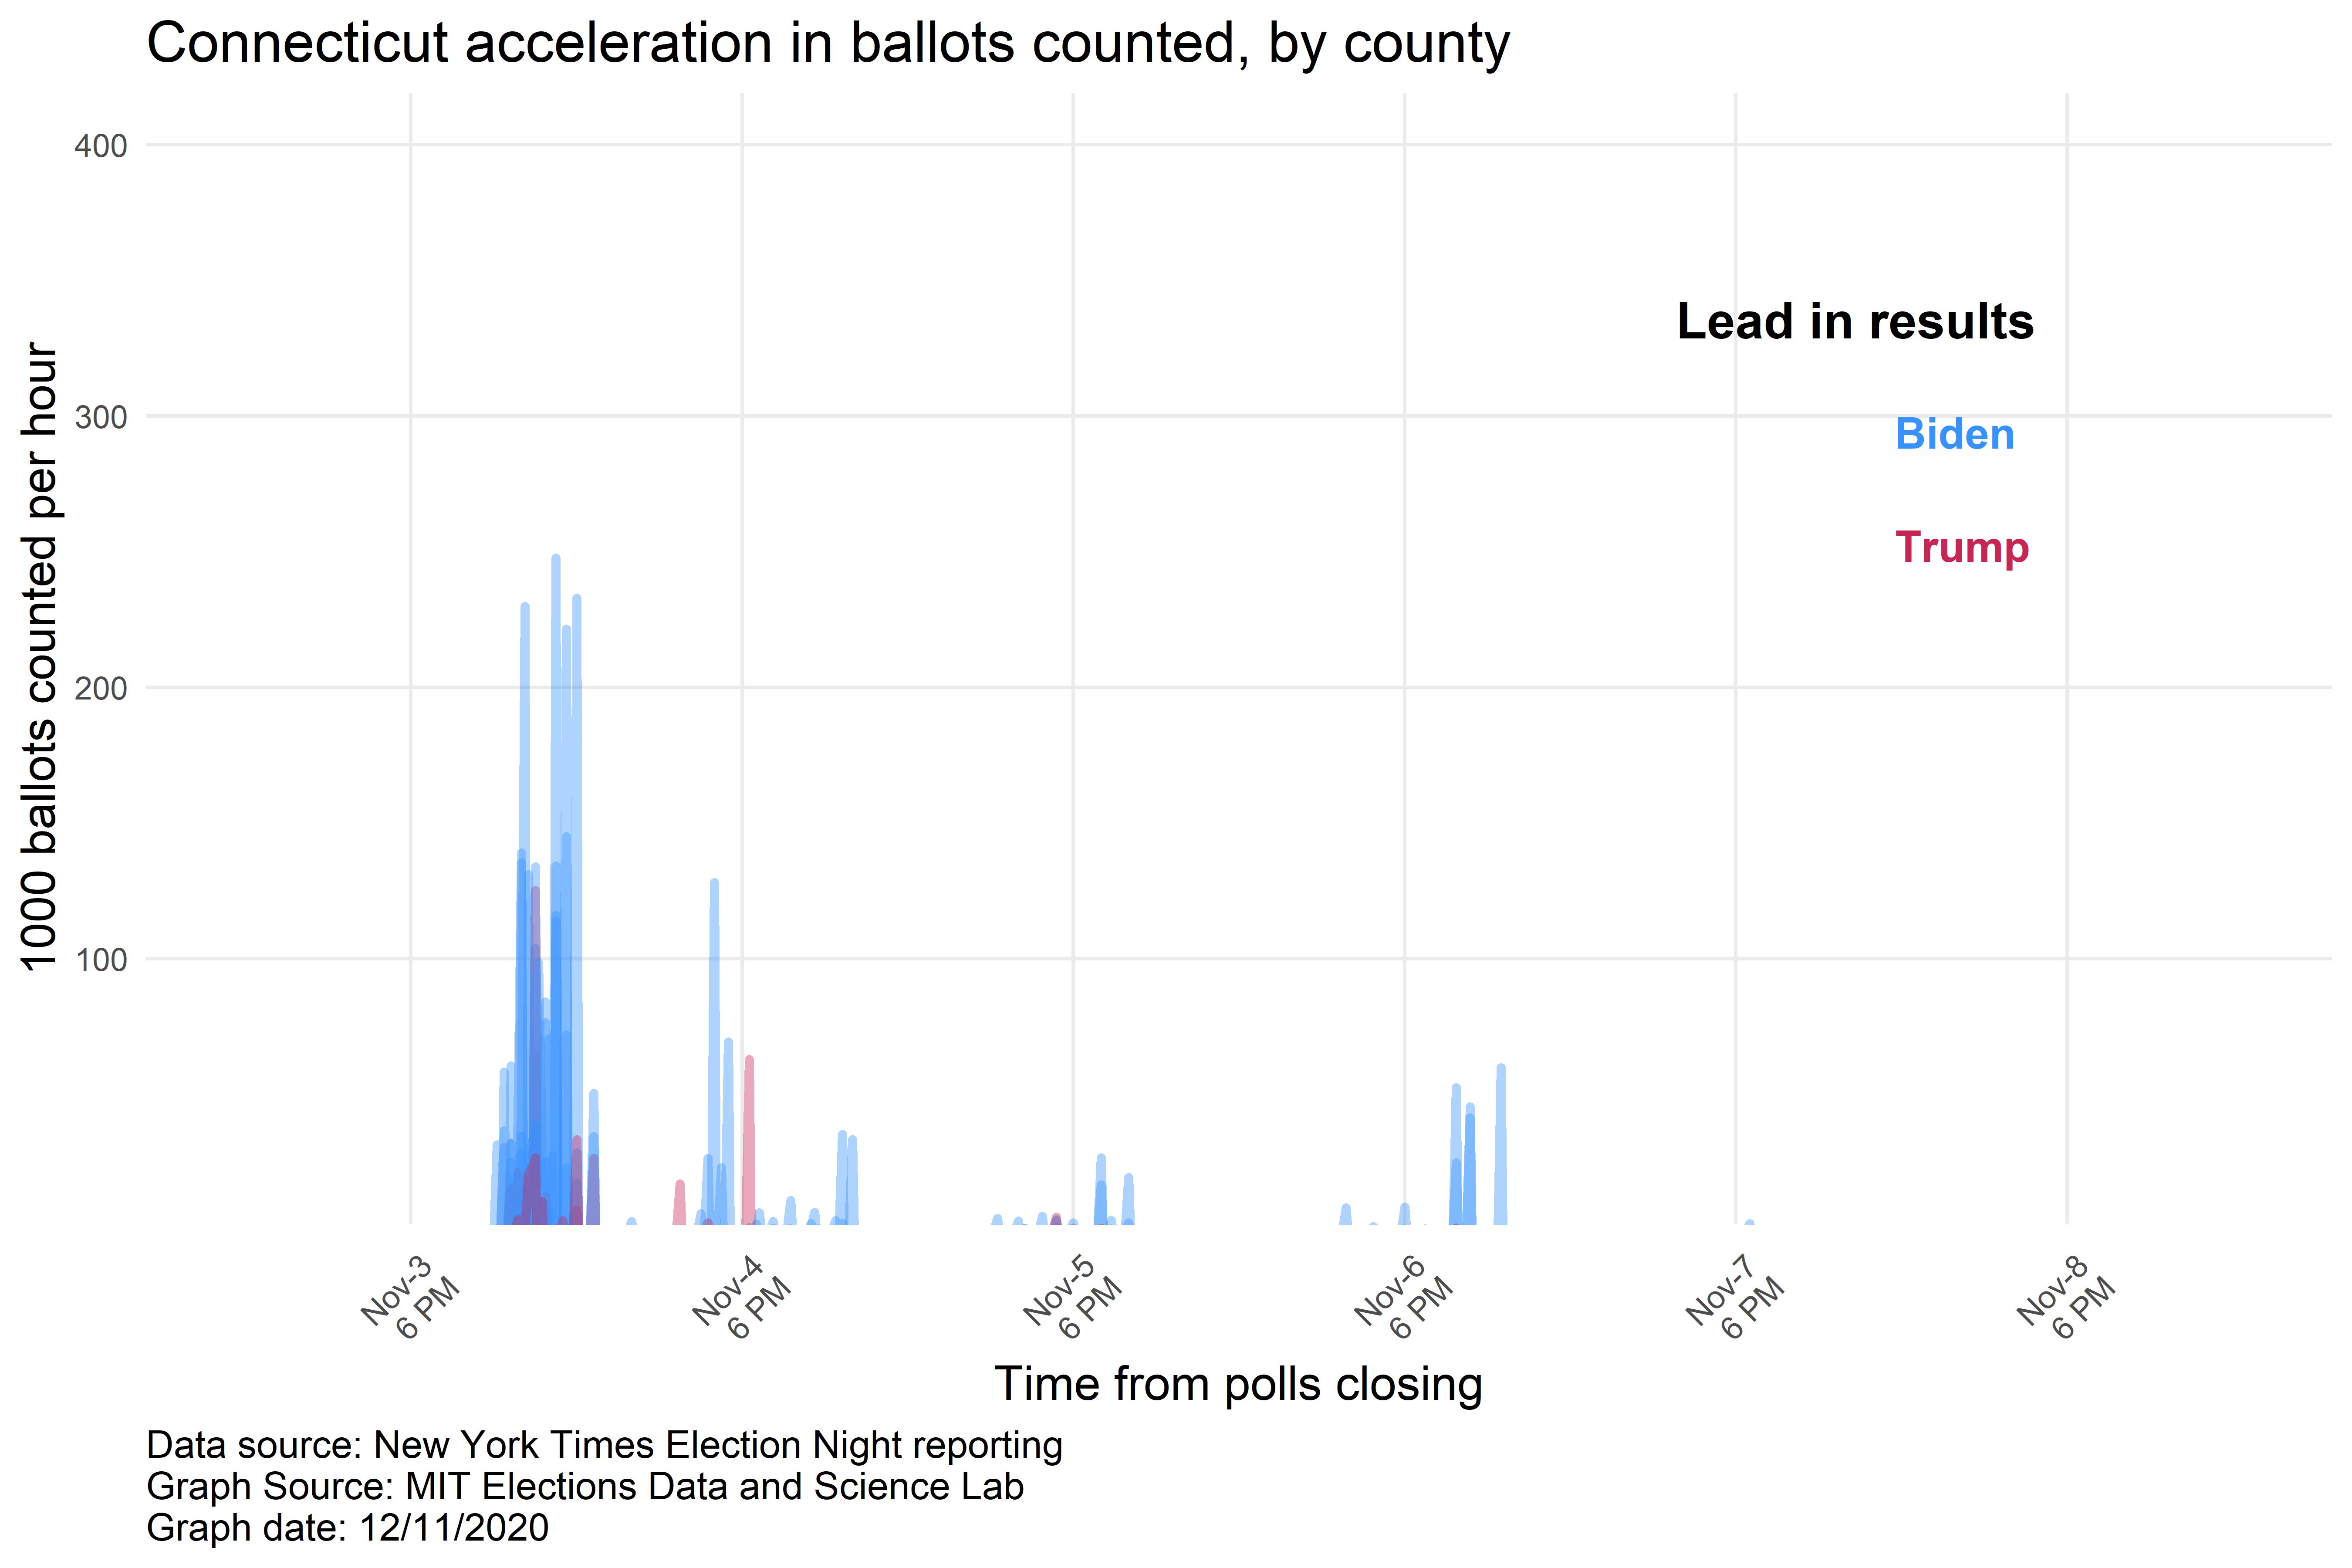 Connecticut acceleration in ballots counted, by county
1000 ballots counted per hour
400
300
200
100
Lead in results
Biden
Trump
Nov-3
6 PM
Nov-4
6 PM
Nov-5
6 PM
Nov-6
6 PM
Nov-7
6 PM
Nov-8
6 PM
Time from polls closing
Data source: New York Times Election Night reporting
Graph Source: MIT Elections Data and Science Lab
Graph date: 12/11/2020